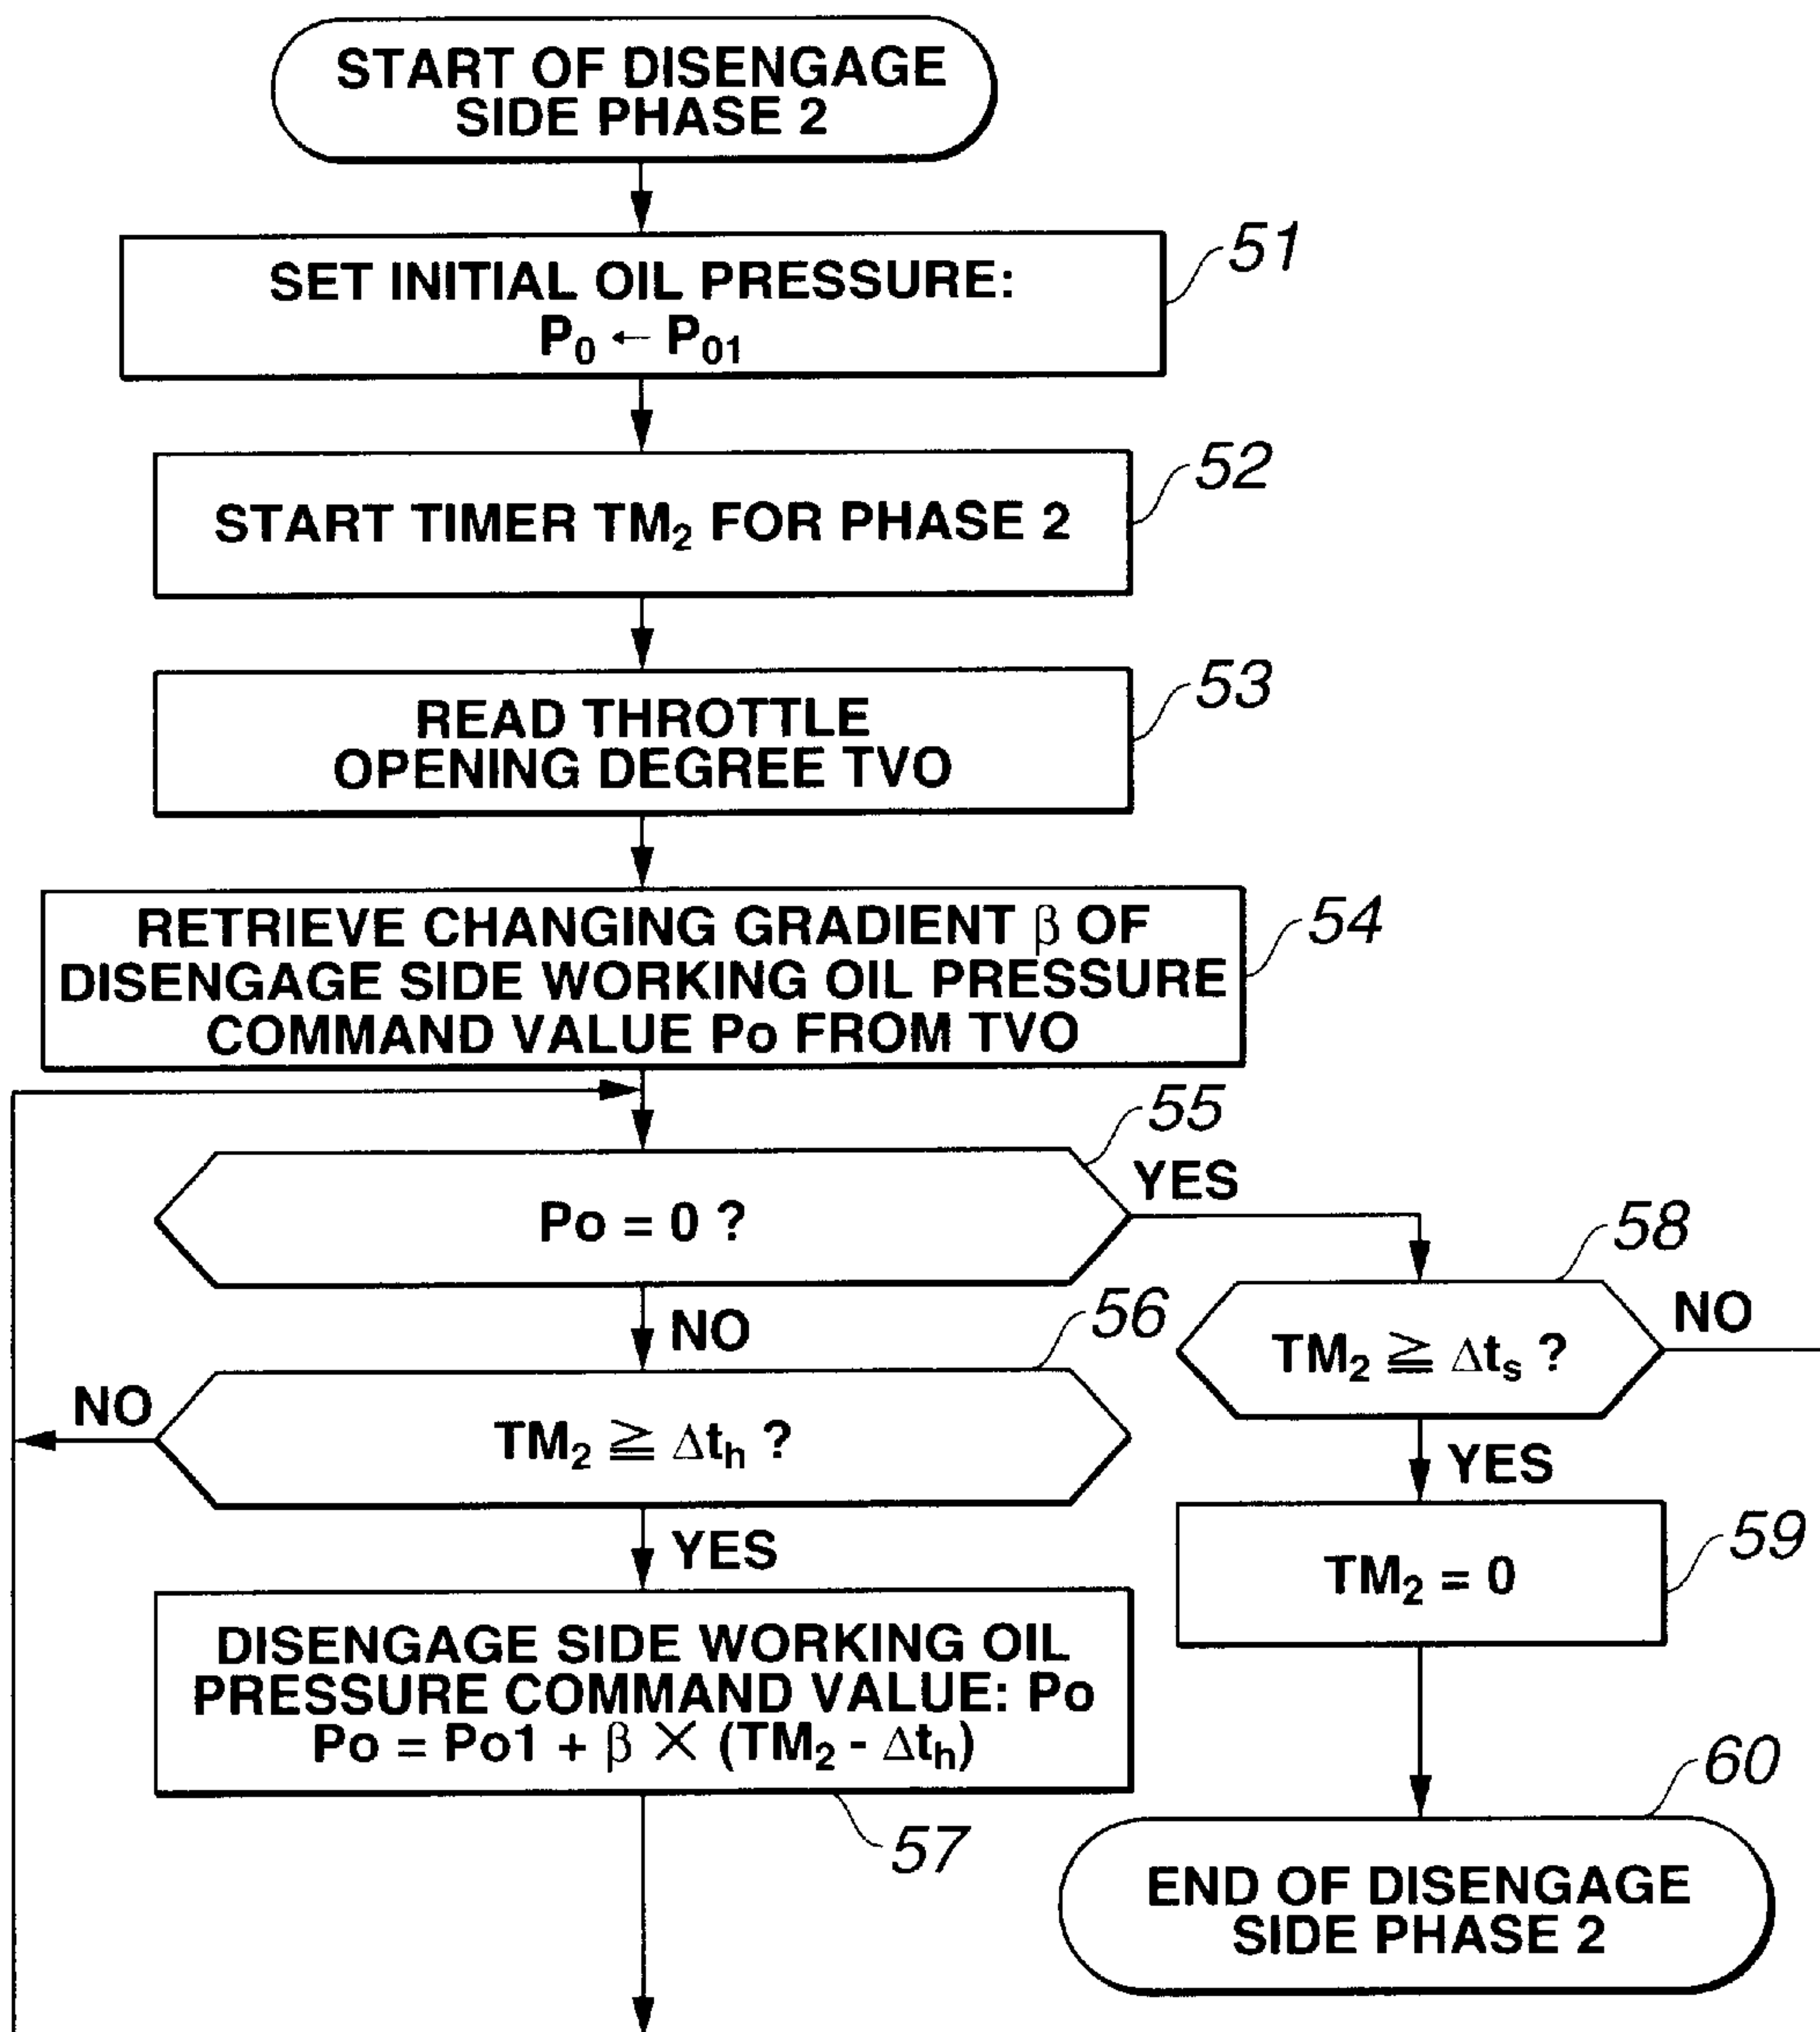 START OF DISENGAGE
SIDE PHASE 2
51
SET INITIAL OIL PRESSURE:
P₀ ← P₀₁
52
START TIMER TM₂ FOR PHASE 2
53
READ THROTTLE
OPENING DEGREE TVO
54
RETRIEVE CHANGING GRADIENT β OF
DISENGAGE SIDE WORKING OIL PRESSURE
COMMAND VALUE Po FROM TVO
55
Po = 0 ?
YES
NO
56
TM₂ ≧ Δtₕ ?
NO
YES
DISENGAGE SIDE WORKING OIL
PRESSURE COMMAND VALUE: Po
Po = Po1 + β × (TM₂ - Δtₕ)
57
58
TM₂ ≧ Δtₛ ?
NO
YES
59
TM₂ = 0
60
END OF DISENGAGE
SIDE PHASE 2